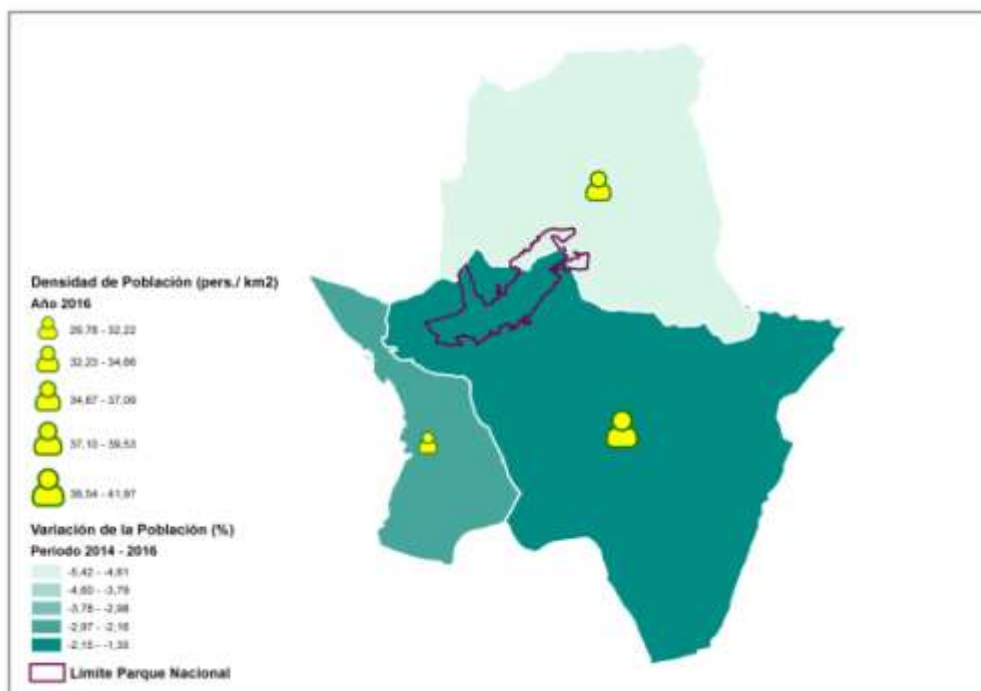 Densidad de Población (pers./ km2)
Año 2016
29,78 - 32,22
32,23 - 34,66
34,67 - 37,09
37,10 - 39,53
39,54 - 41,97
Variación de la Población (%)
Periodo 2014 - 2016
-5,42 - -4,61
-4,60 - -3,79
-3,78 - -2,98
-2,97 - -2,16
-2,15 - -1,35
Límite Parque Nacional